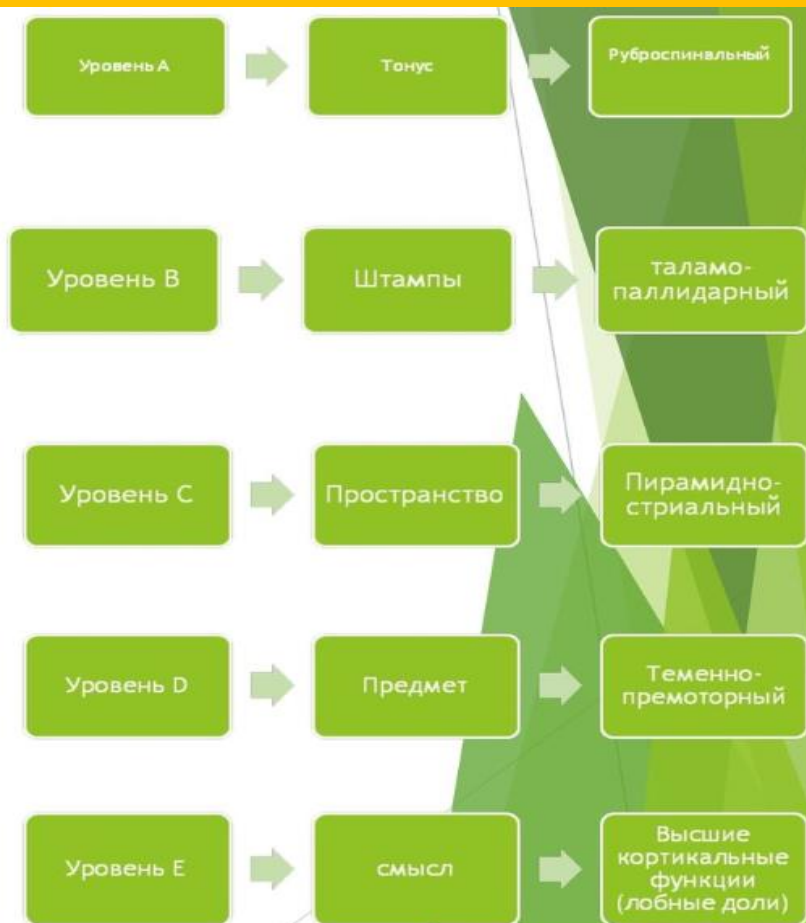 Уровень А
Тонус
Руброспинальный
Уровень В
Штампы
таламо-
паллидарный
Уровень С
Пространство
Пирамидно-
стриальный
Уровень D
Предмет
Теменно-
премоторный
Уровень Е
смысл
Высшие
кортикальные
функции
(лобные доли)